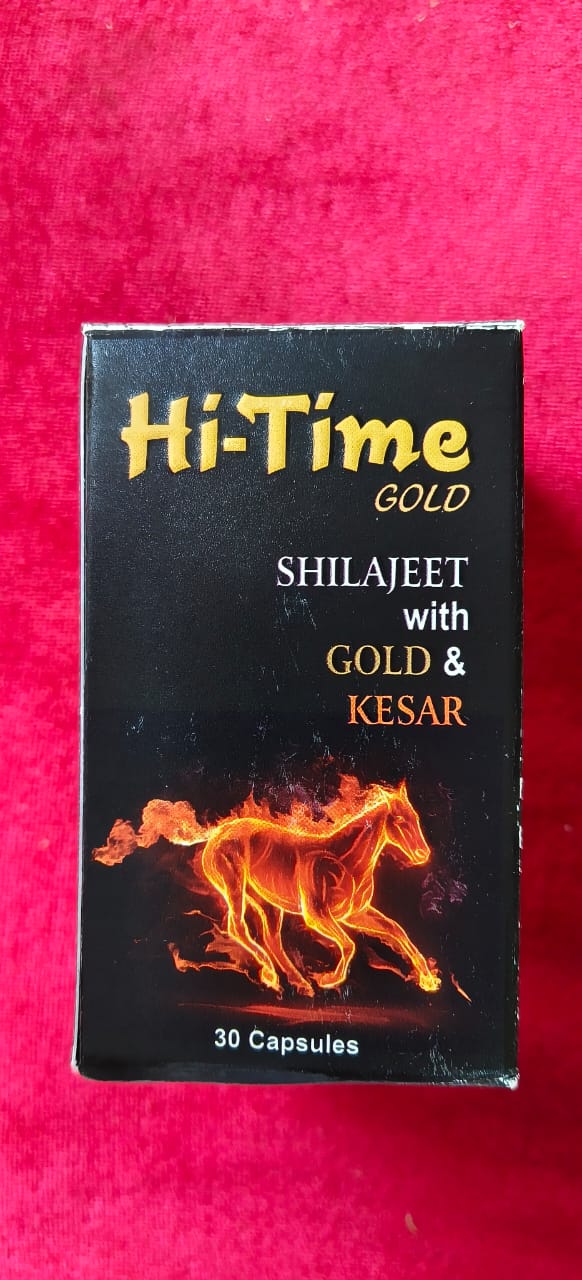 Hi-Time
GOLD
SHILAJEET
with
GOLD &
KESAR
30 Capsules